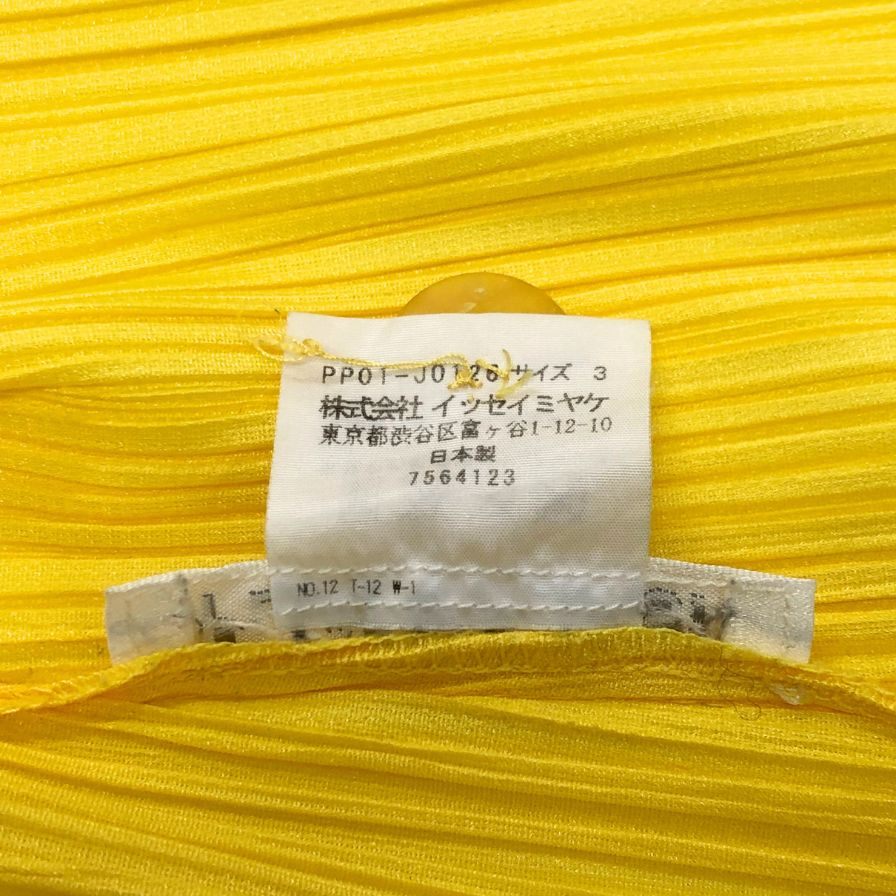 PP01-J0126 サイズ 3
株式会社 イッセイミヤケ
東京都渋谷区富ヶ谷1-12-10
日本製
7564123
NO.12 T-12 W-1